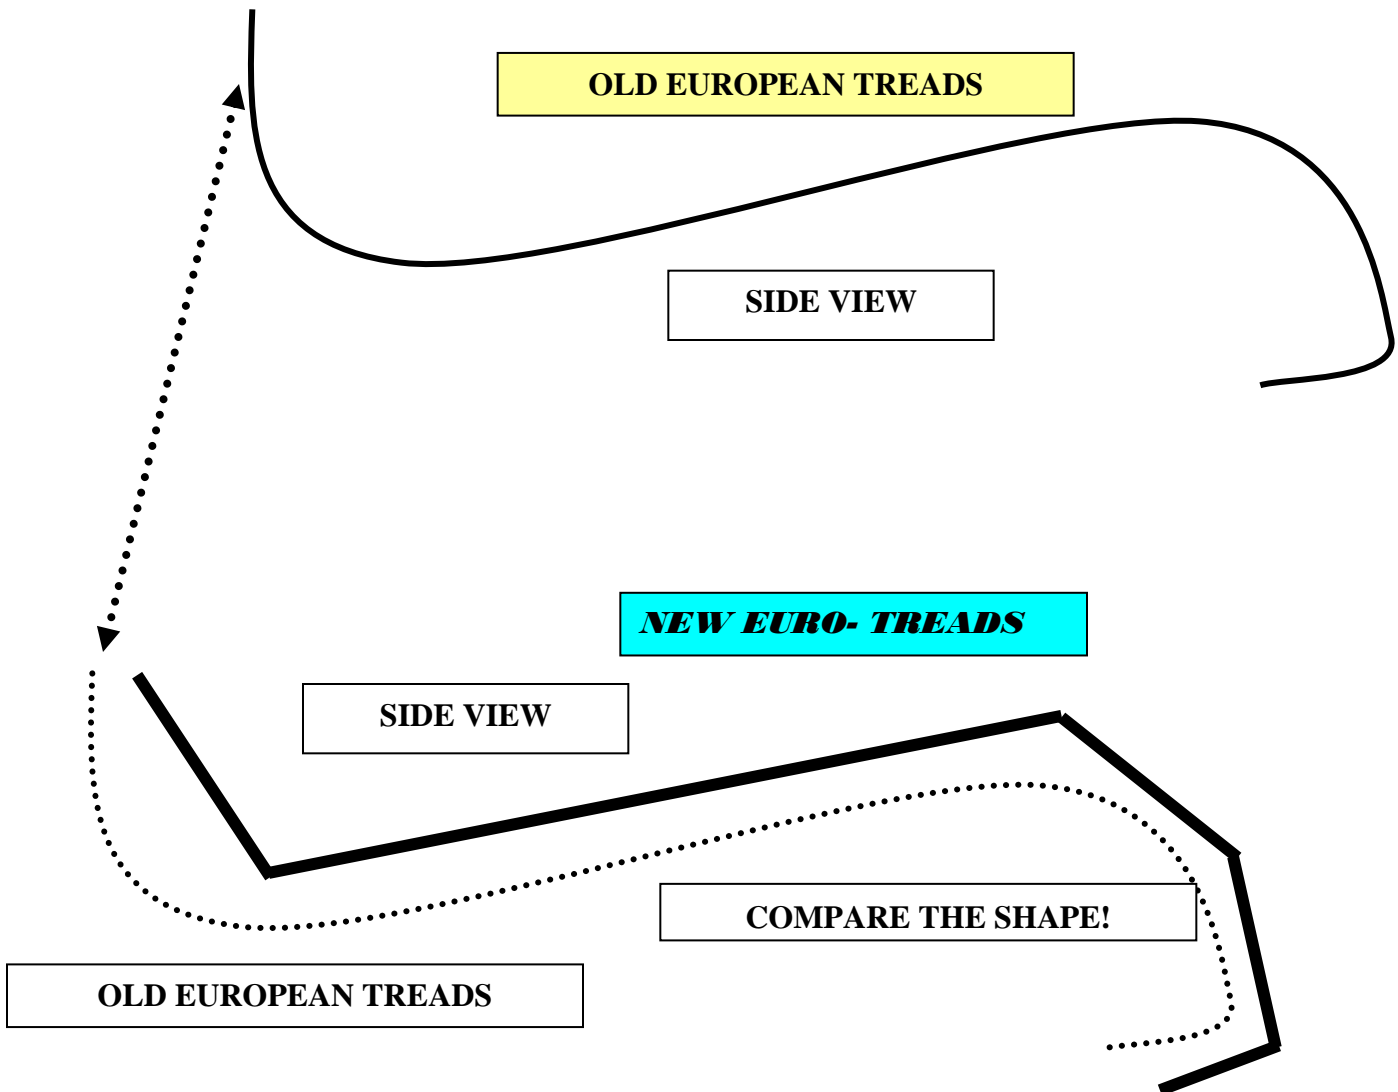 OLD EUROPEAN TREADS
SIDE VIEW
NEW EURO- TREADS
SIDE VIEW
COMPARE THE SHAPE!
OLD EUROPEAN TREADS